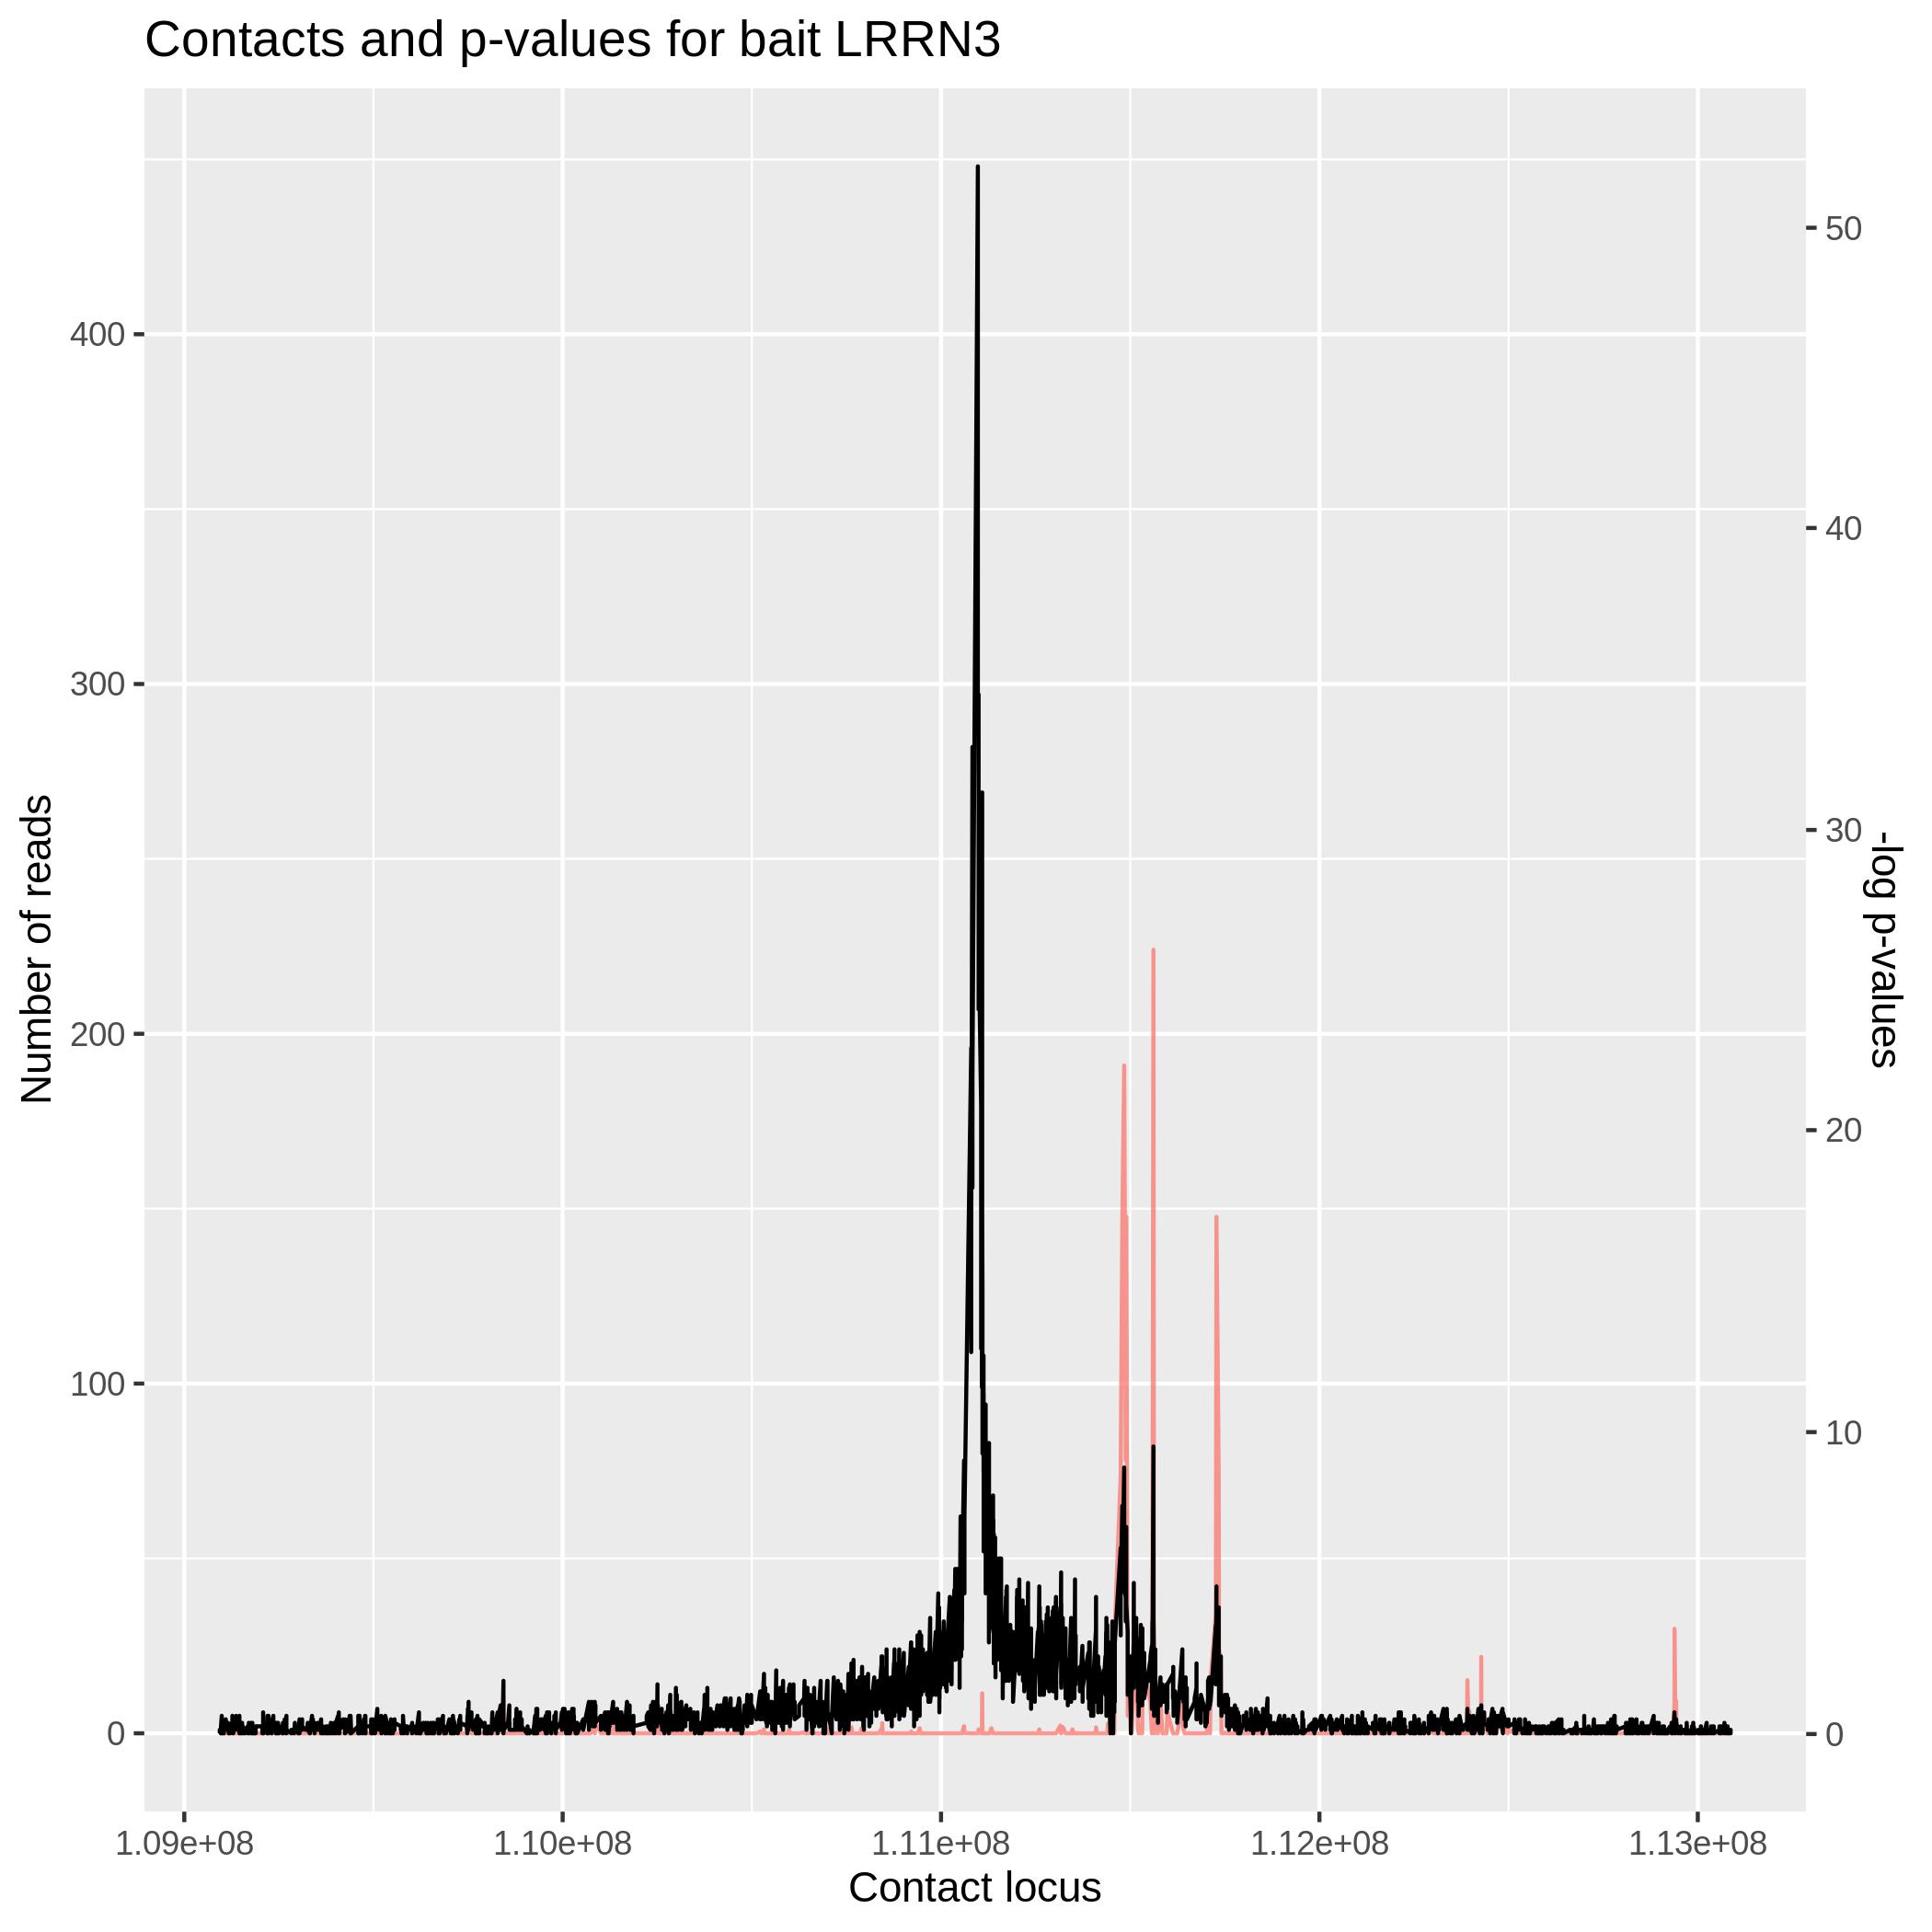 Contacts and p-values for bait LRRN3
Number of reads
400
300
200
100
0
50
40
30
20
10
0
-log p-values
1.09e+08
1.10e+08
1.11e+08
1.12e+08
1.13e+08
Contact locus